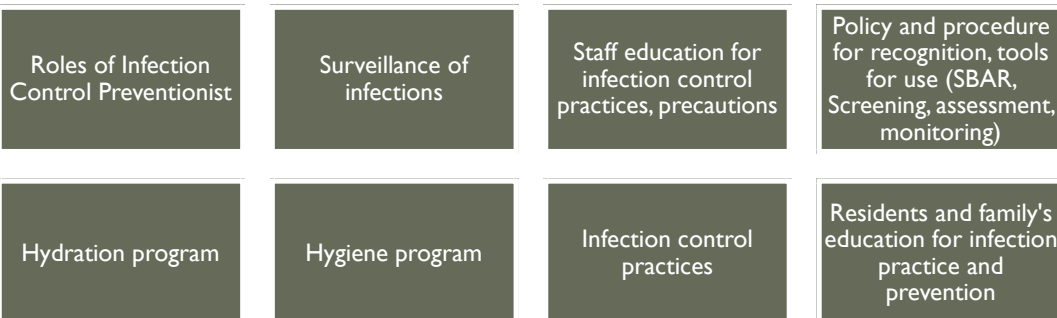 Roles of Infection
Control Preventionist
Surveillance of
infections
Staff education for
infection control
practices, precautions
Policy and procedure
for recognition, tools
for use (SBAR,
Screening, assessment,
monitoring)
Hydration program
Hygiene program
Infection control
practices
Residents and family's
education for infection
practice and
prevention